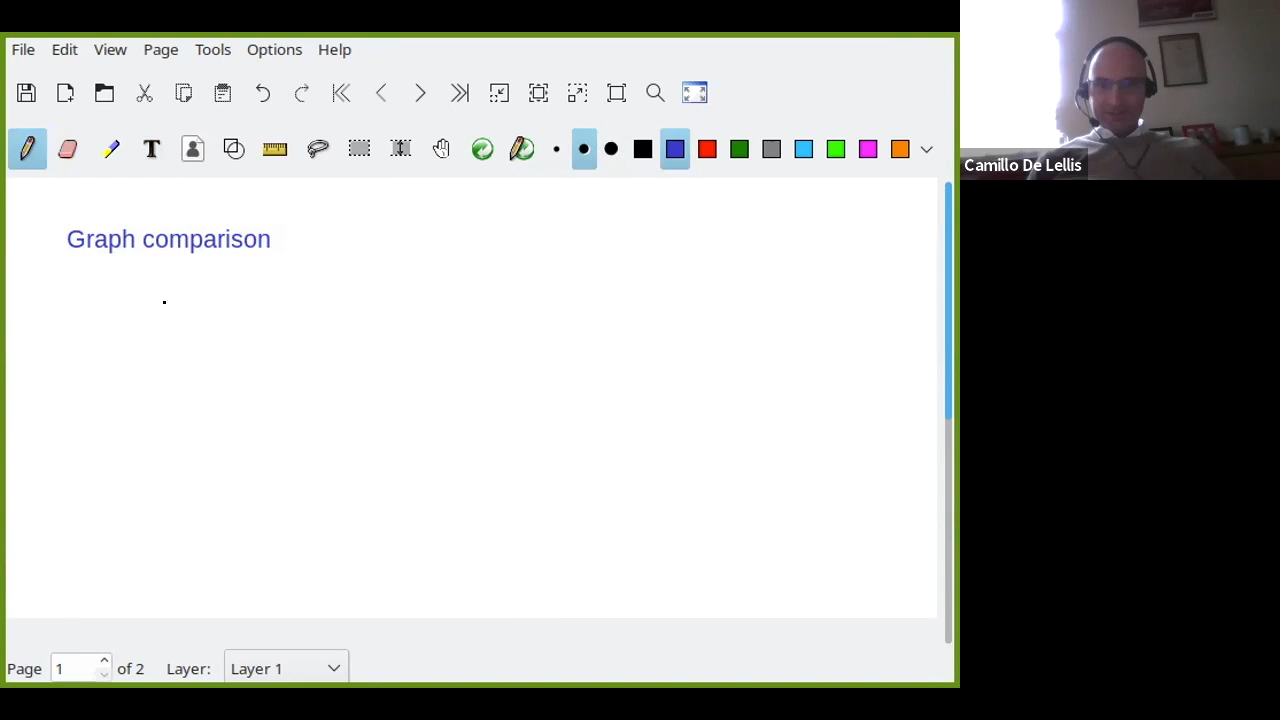 File Edit View Page Tools Options Help
T
Camillo De Lellis
Graph comparison
Page 1 of 2 Layer: Layer 1